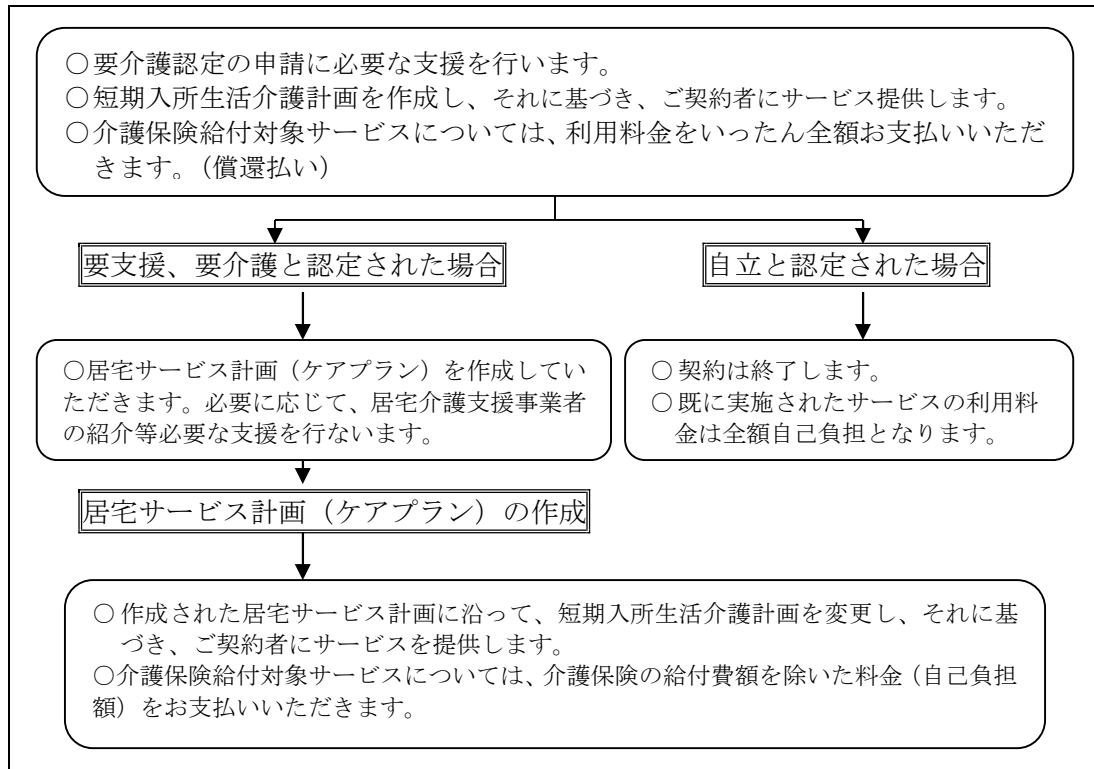 ○要介護認定の申請に必要な支援を行います。
○短期入所生活介護計画を作成し、それに基づき、ご契約者にサービス提供します。
○介護保険給付対象サービスについては、利用料金をいったん全額お支払いいただ
きます。（償還払い）
要支援、要介護と認定された場合
自立と認定された場合
○居宅サービス計画（ケアプラン）を作成してい
ただきます。必要に応じて、居宅介護支援事業者
の紹介等必要な支援を行ないます。
○契約は終了します。
○既に実施されたサービスの利用料
金は全額自己負担となります。
居宅サービス計画（ケアプラン）の作成
○作成された居宅サービス計画に沿って、短期入所生活介護計画を変更し、それに基
づき、ご契約者にサービスを提供します。
○介護保険給付対象サービスについては、介護保険の給付費額を除いた料金（自己負担
額）をお支払いいただきます。